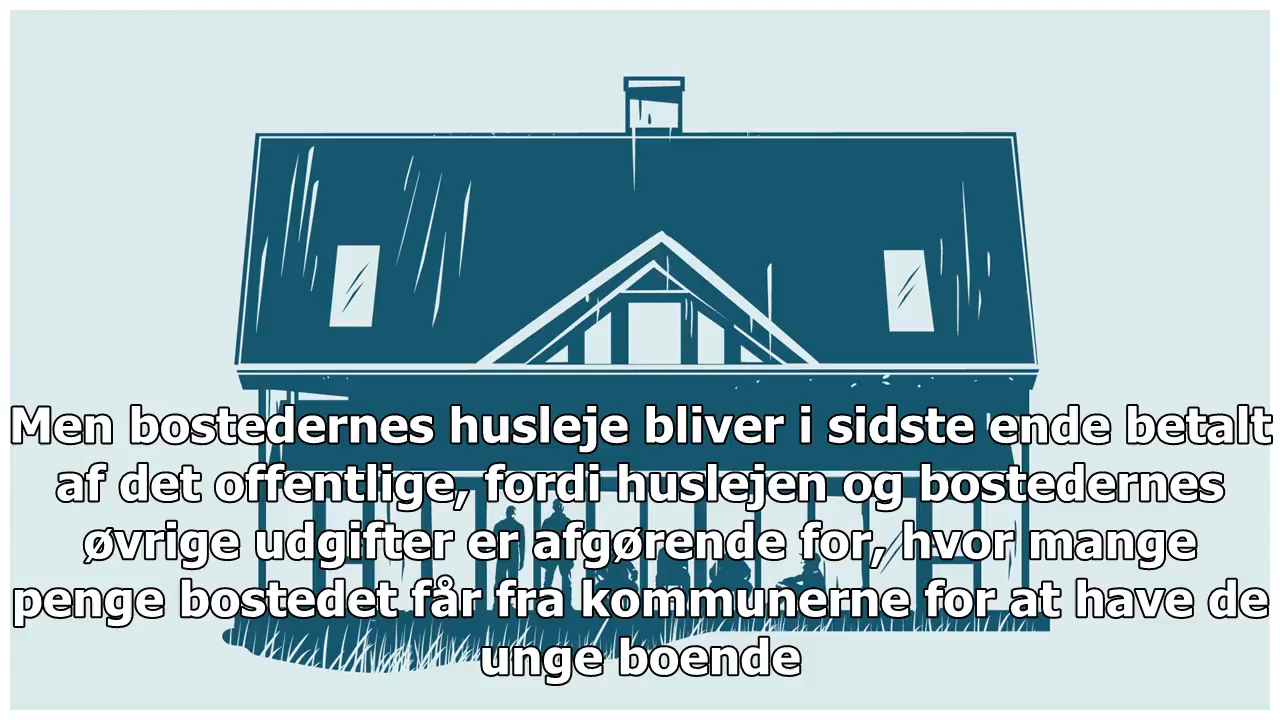 Men bostedernes husleje bliver i sidste ende betalt
af det offentlige, fordi huslejen og bostedernes
øvrige udgifter er afgørende for, hvor mange
penge bostedet får fra kommunerne for at have de
unge boende